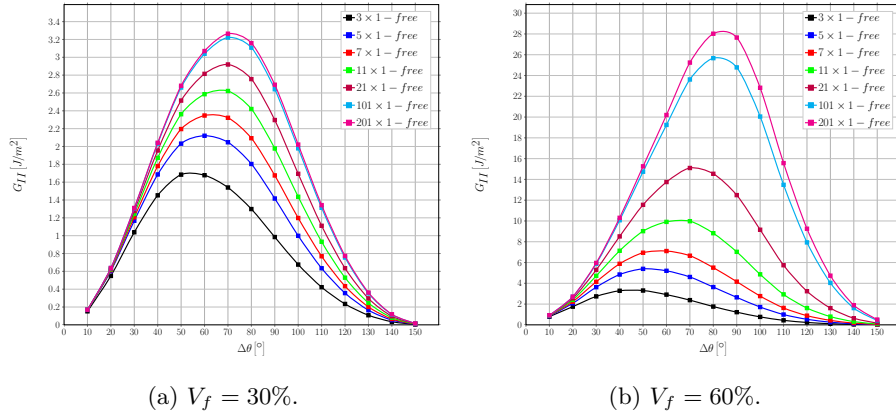 3.4
3.2
3
2.8
2.6
2.4
2.2
2
1.8
1.6
1.4
1.2
1
0.8
0.6
0.4
0.2
0
G_{II} [J/m²]
0 10 20 30 40 50 60 70 80 90 100 110 120 130 140 150
Δθ [°]
3 × 1 − free
5 × 1 − free
7 × 1 − free
11 × 1 − free
21 × 1 − free
101 × 1 − free
201 × 1 − free
(a) V_f = 30%.
30
28
26
24
22
20
18
16
14
12
10
8
6
4
2
0
G_{II} [J/m²]
0 10 20 30 40 50 60 70 80 90 100 110 120 130 140 150
Δθ [°]
3 × 1 − free
5 × 1 − free
7 × 1 − free
11 × 1 − free
21 × 1 − free
101 × 1 − free
201 × 1 − free
(b) V_f = 60%.